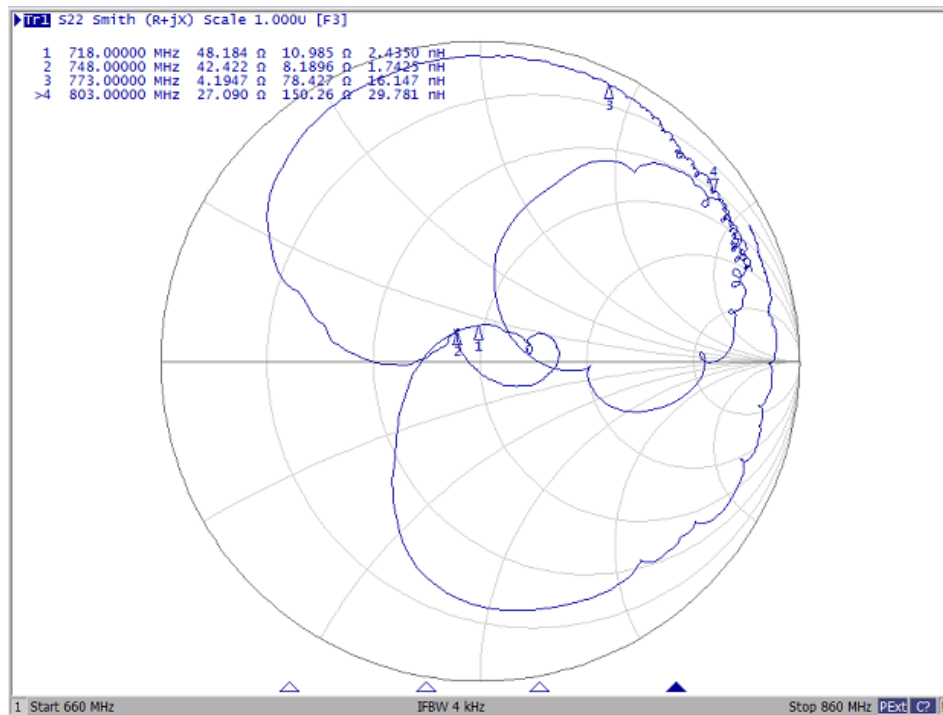 Tr1 S22 Smith (R+jX) Scale 1.000U [F3]
1 718.00000 MHz 48.184 Ω 10.985 Ω 2.4350 nH
2 748.00000 MHz 42.422 Ω 8.1896 Ω 1.7425 nH
3 773.00000 MHz 4.1947 Ω 78.427 Ω 16.147 nH
>4 803.00000 MHz 27.090 Ω 150.26 Ω 29.781 nH
3
4
2
1
1 Start 660 MHz IFBW 4 kHz Stop 860 MHz PExt C?